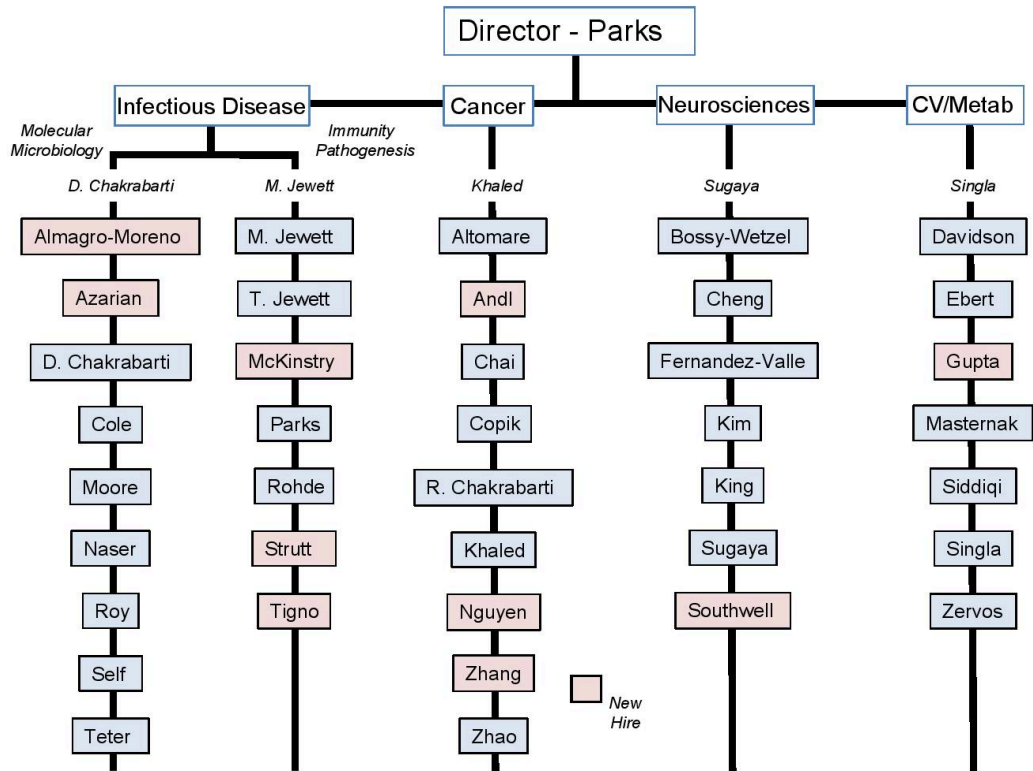 Director - Parks
Infectious Disease
Cancer
Neurosciences
CV/Metab
Molecular
Microbiology
Immunity
Pathogenesis
D. Chakrabarti
M. Jewett
Khaled
Sugaya
Singla
Almagro-Moreno
Azarian
D. Chakrabarti
Cole
Moore
Naser
Roy
Self
Teter
M. Jewett
T. Jewett
McKinstry
Parks
Rohde
Strutt
Tigno
Altomare
Andl
Chai
Copik
R. Chakrabarti
Khaled
Nguyen
Zhang
Zhao
Bossy-Wetzel
Cheng
Fernandez-Valle
Kim
King
Sugaya
Southwell
Davidson
Ebert
Gupta
Masternak
Siddiqi
Singla
Zervos
New
Hire